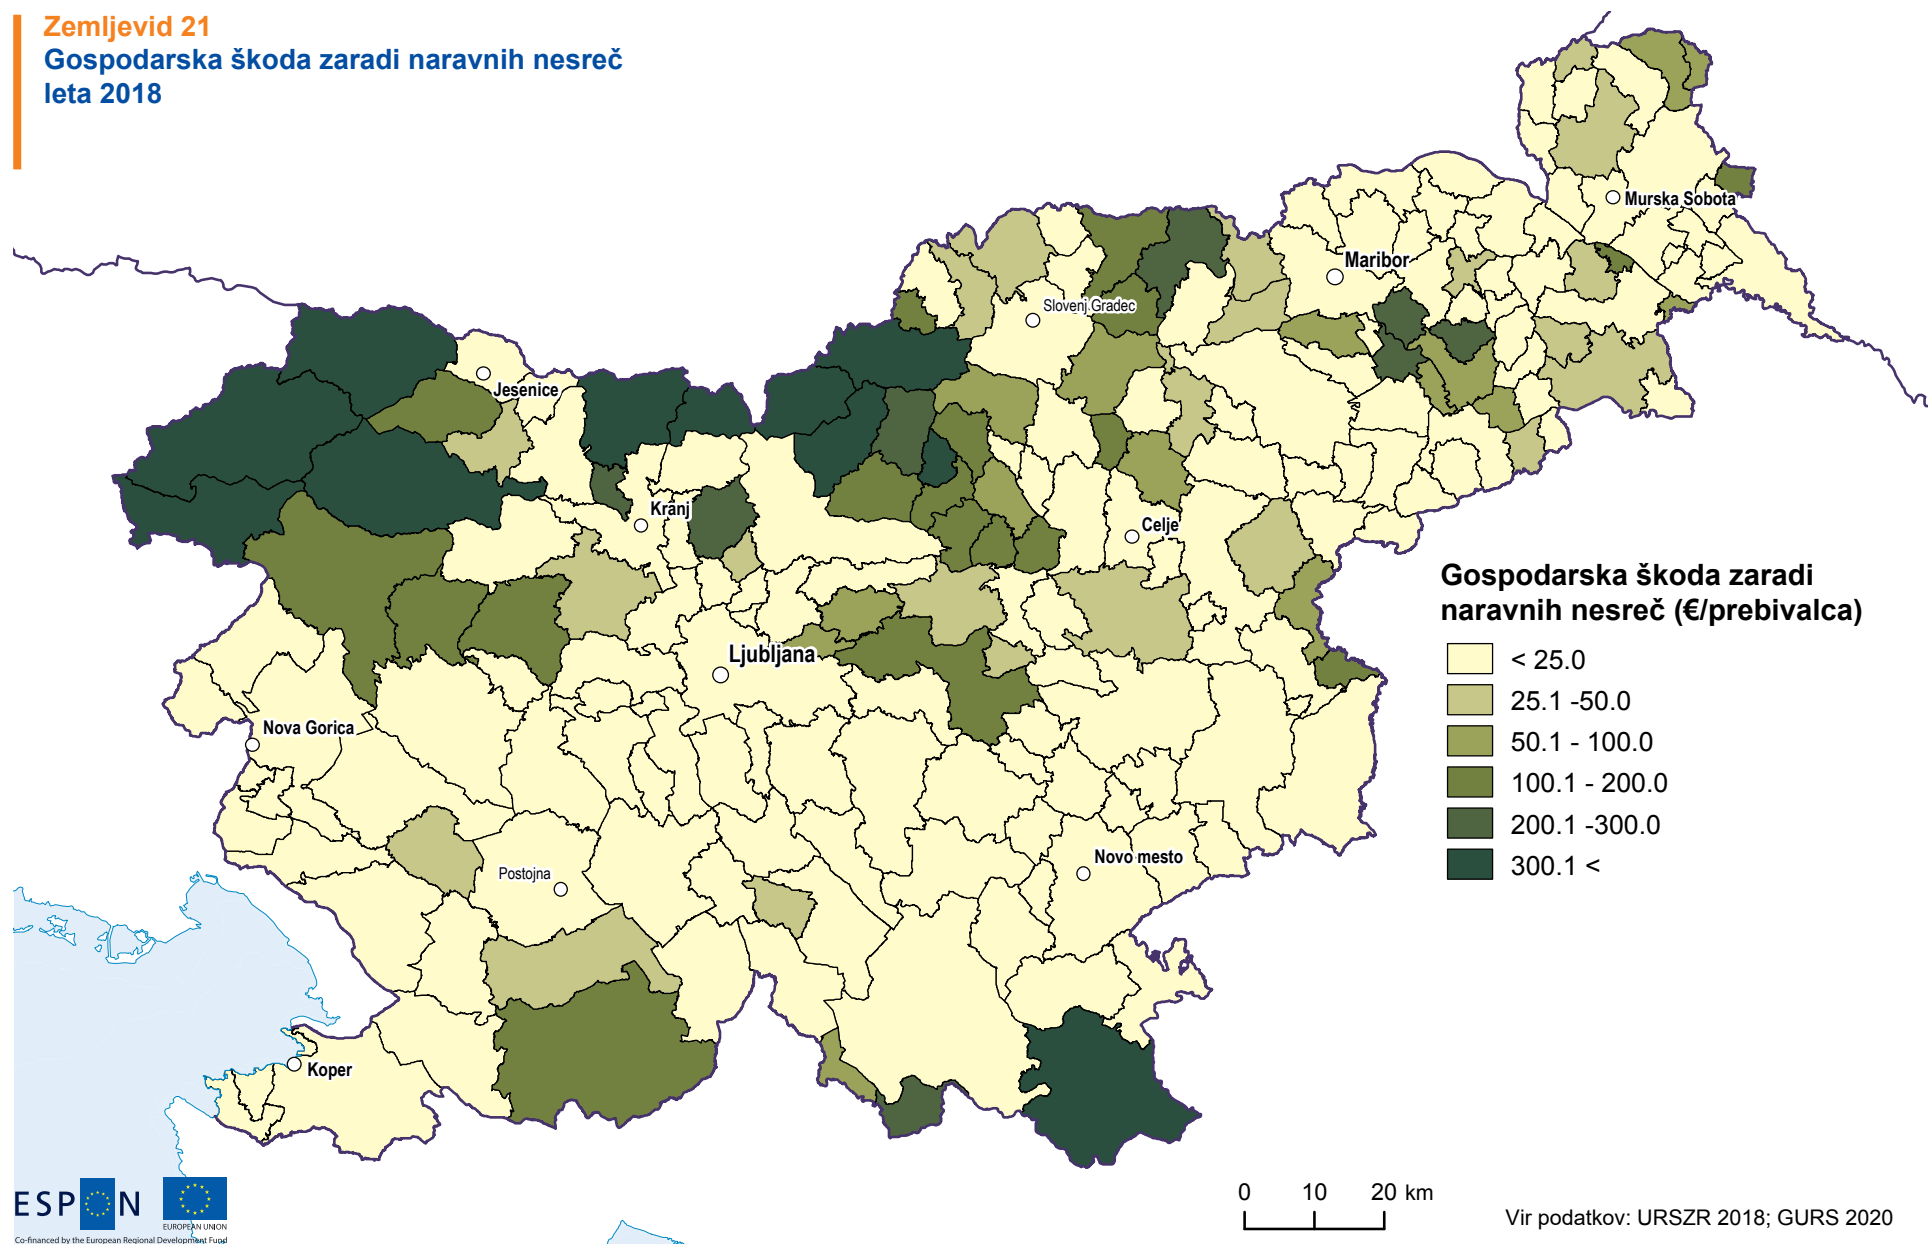 Zemljevid 21
Gospodarska škoda zaradi naravnih nesreč
leta 2018
Murska Sobota
Maribor
Slovenj Gradec
Jesenice
Kranj
Celje
Ljubljana
Nova Gorica
Postojna
Novo mesto
Koper
Gospodarska škoda zaradi
naravnih nesreč (€/prebivalca)
< 25.0
25.1 -50.0
50.1 - 100.0
100.1 - 200.0
200.1 -300.0
300.1 <
0 10 20 km
Vir podatkov: URSZR 2018; GURS 2020
ESPON
EUROPEAN UNION
Co-financed by the European Regional Development Fund